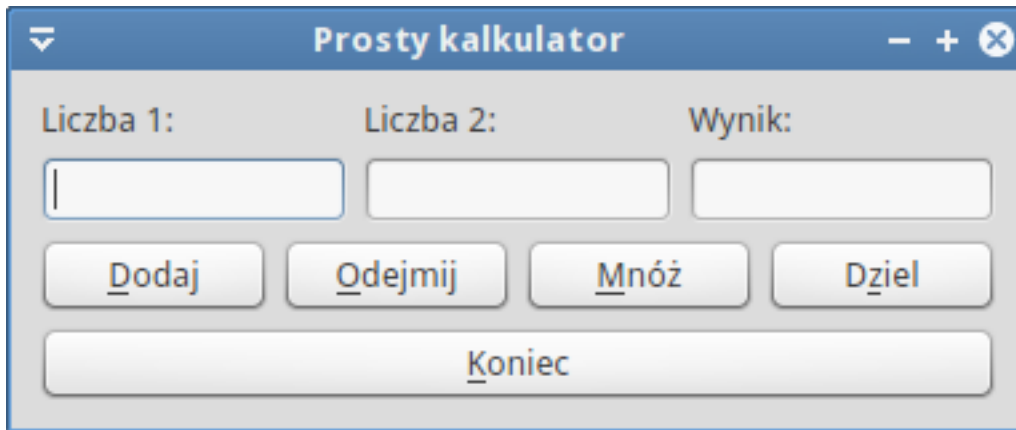 Prosty kalkulator
Liczba 1: Liczba 2: Wynik:
Dodaj Odejmij Mnóż Dziel
Koniec